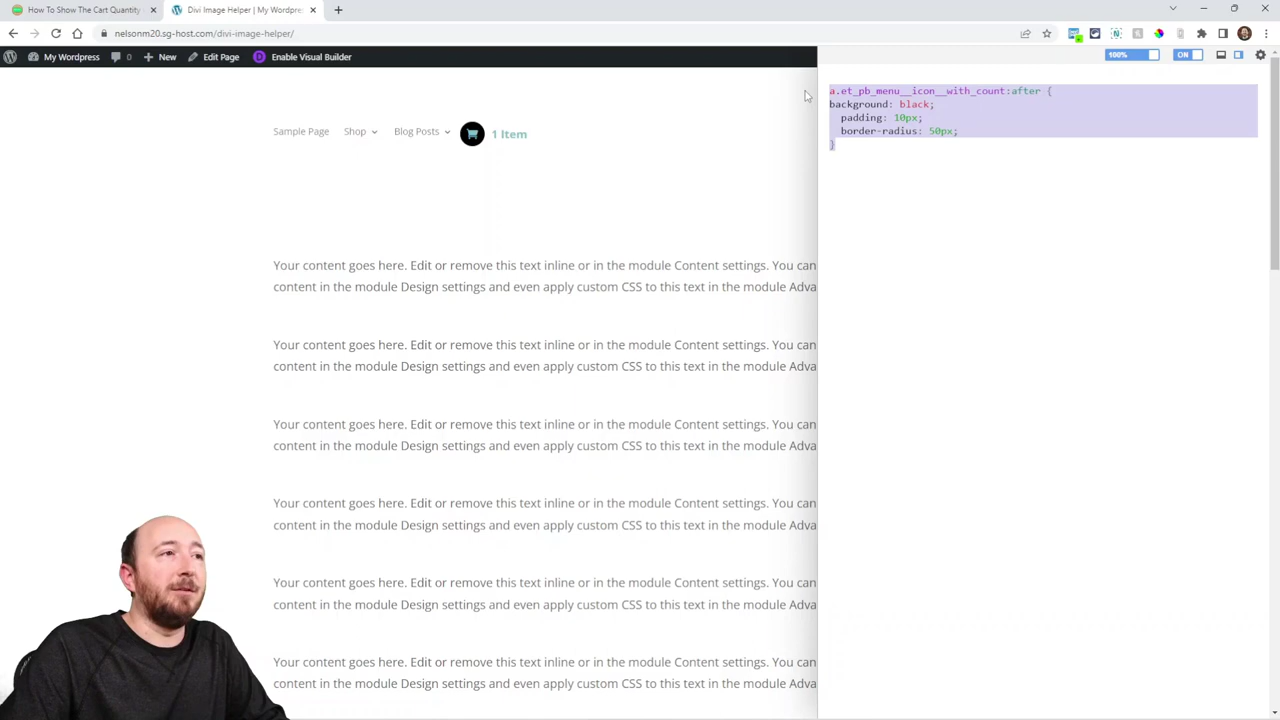 How To Show The Cart Quantity
Divi Image Helper | My Wordpre
nelsonm20.sg-host.com/divi-image-helper/
My Wordpress
0
New
Edit Page
Enable Visual Builder
100%
ON
a.et_pb_menu__icon__with_count:after {
background: black;
padding: 10px;
border-radius: 50px;
}
Sample Page
Shop
Blog Posts
1 Item
Your content goes here. Edit or remove this text inline or in the module Content settings. You can
content in the module Design settings and even apply custom CSS to this text in the module Adva
Your content goes here. Edit or remove this text inline or in the module Content settings. You can
content in the module Design settings and even apply custom CSS to this text in the module Adva
Your content goes here. Edit or remove this text inline or in the module Content settings. You can
content in the module Design settings and even apply custom CSS to this text in the module Adva
Your content goes here. Edit or remove this text inline or in the module Content settings. You can
content in the module Design settings and even apply custom CSS to this text in the module Adva
Your content goes here. Edit or remove this text inline or in the module Content settings. You can
content in the module Design settings and even apply custom CSS to this text in the module Adva
Your content goes here. Edit or remove this text inline or in the module Content settings. You can
content in the module Design settings and even apply custom CSS to this text in the module Adva